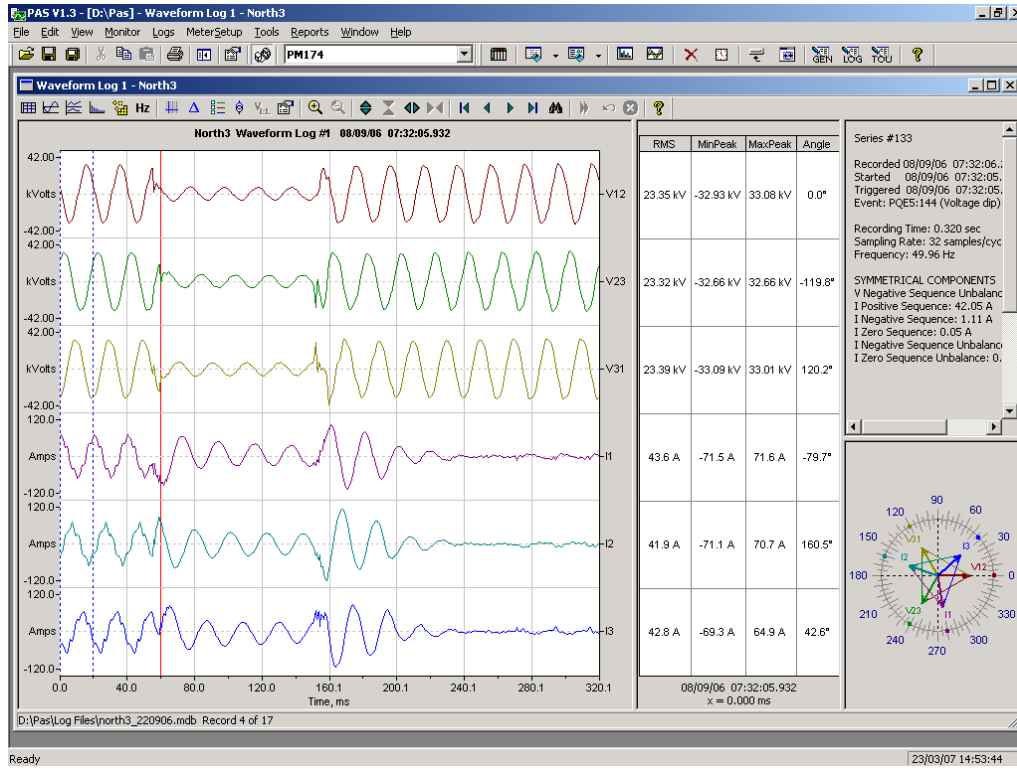 PAS V1.3 - [D:\Pas] - Waveform Log 1 - North3
File Edit View Monitor Logs MeterSetup Tools Reports Window Help
PM174
GEN LOG TOU
Waveform Log 1 - North3
Hz
North3 Waveform Log #1 08/09/06 07:32:05.932
42.00
kVolts
-42.00
V12
42.00
kVolts
-42.00
V23
42.00
kVolts
-42.00
V31
120.0
Amps
-120.0
I1
120.0
Amps
-120.0
I2
120.0
Amps
-120.0
I3
0.0 40.0 80.0 120.0 160.1 200.1 240.1 280.1 320.1
Time, ms
RMS MinPeak MaxPeak Angle
23.35 kV -32.93 kV 33.08 kV 0.0°
23.32 kV -32.66 kV 32.66 kV -119.8°
23.39 kV -33.09 kV 33.01 kV 120.2°
43.6 A -71.5 A 71.6 A -79.7°
41.9 A -71.1 A 70.7 A 160.5°
42.8 A -69.3 A 64.9 A 42.6°
08/09/06 07:32:05.932
x = 0.000 ms
Series #133
Recorded 08/09/06 07:32:06.
Started 08/09/06 07:32:05.
Triggered 08/09/06 07:32:05.
Event: PQE5:144 (Voltage dip)
Recording Time: 0.320 sec
Sampling Rate: 32 samples/cyc
Frequency: 49.96 Hz
SYMMETRICAL COMPONENTS
V Negative Sequence Unbalanc
I Positive Sequence: 42.05 A
I Negative Sequence: 1.11 A
I Zero Sequence: 0.05 A
I Negative Sequence Unbalanc
I Zero Sequence Unbalance: 0.
90
120 60
150 30
180 0
210 330
240 300
270
V31
I3
I2
V12
V23
I1
D:\Pas\Log Files\north3_220906.mdb Record 4 of 17
Ready
23/03/07 14:53:44